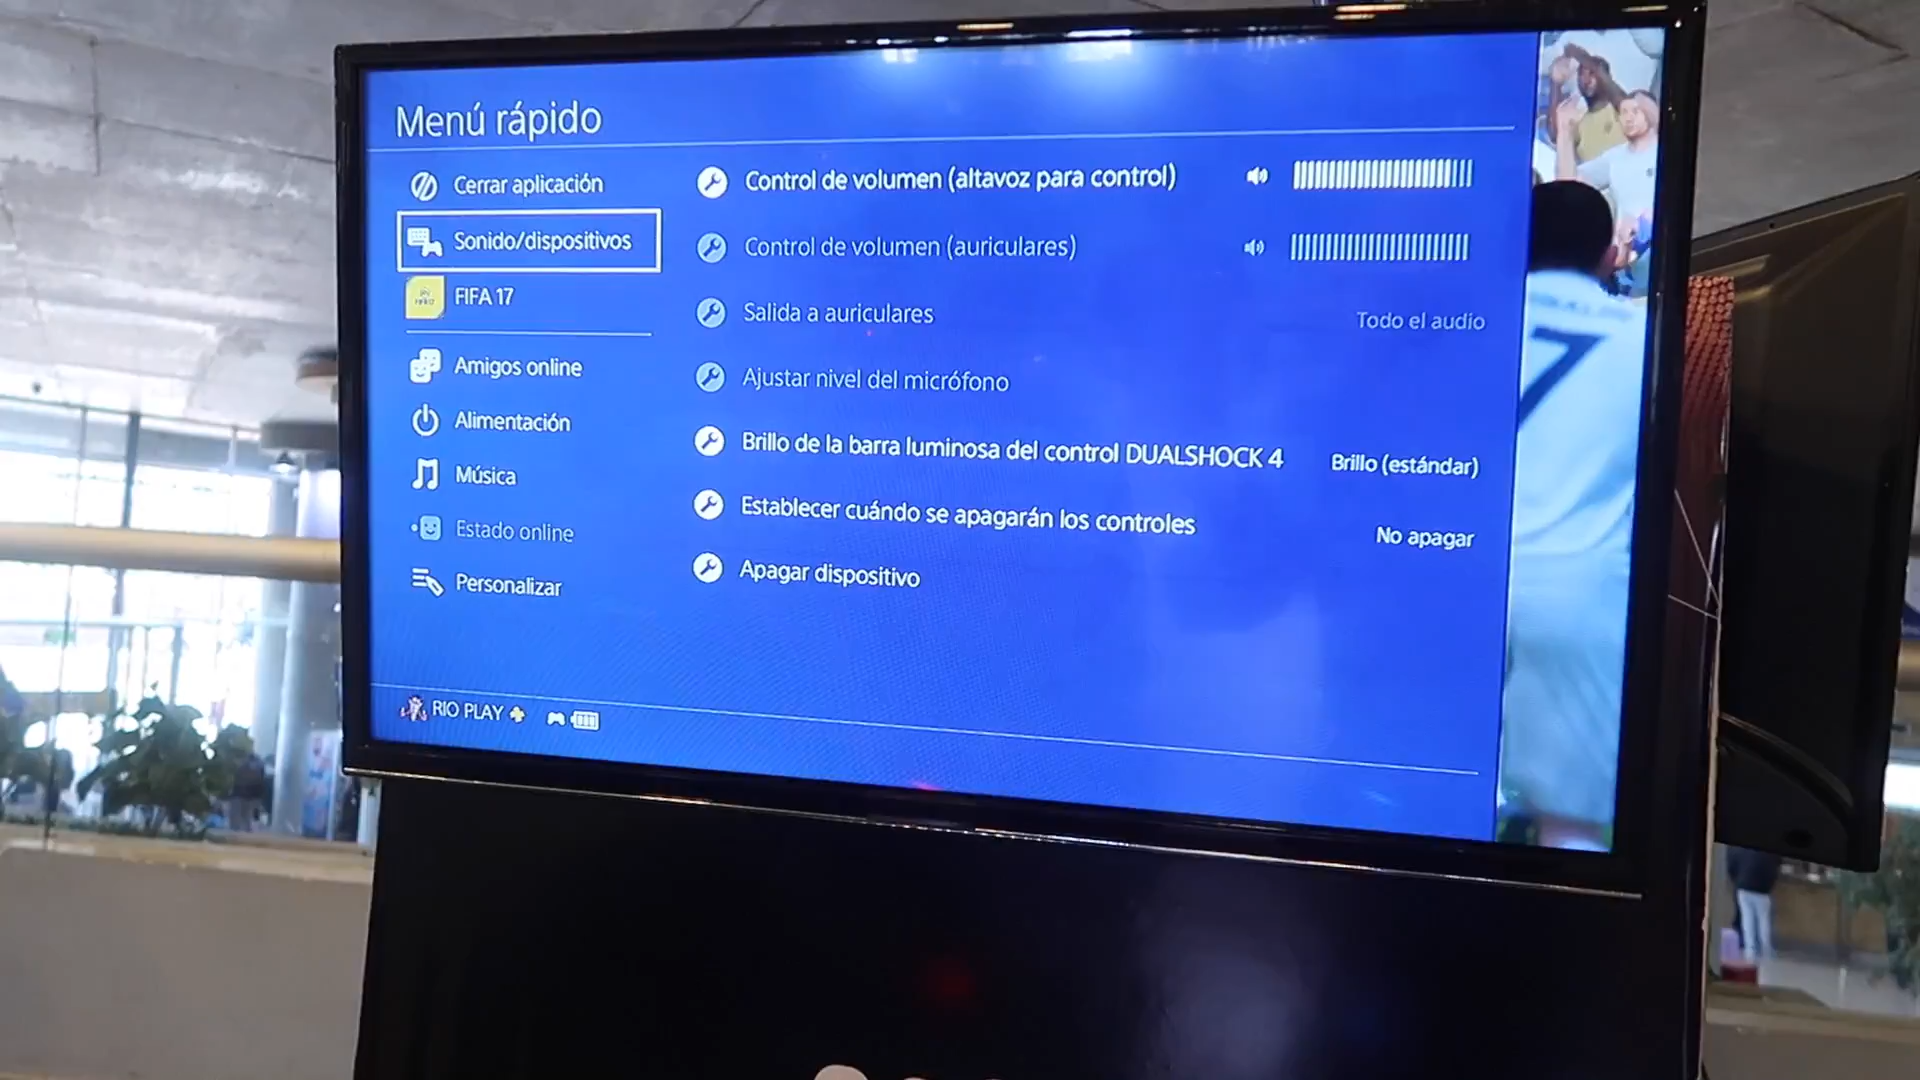 Menú rápido
Cerrar aplicación
Sonido/dispositivos
FIFA 17
Amigos online
Alimentación
Música
Estado online
Personalizar
Control de volumen (altavoz para control)
Control de volumen (auriculares)
Salida a auriculares Todo el audio
Ajustar nivel del micrófono
Brillo de la barra luminosa del control DUALSHOCK 4 Brillo (estándar)
Establecer cuándo se apagarán los controles No apagar
Apagar dispositivo
RIO PLAY
7